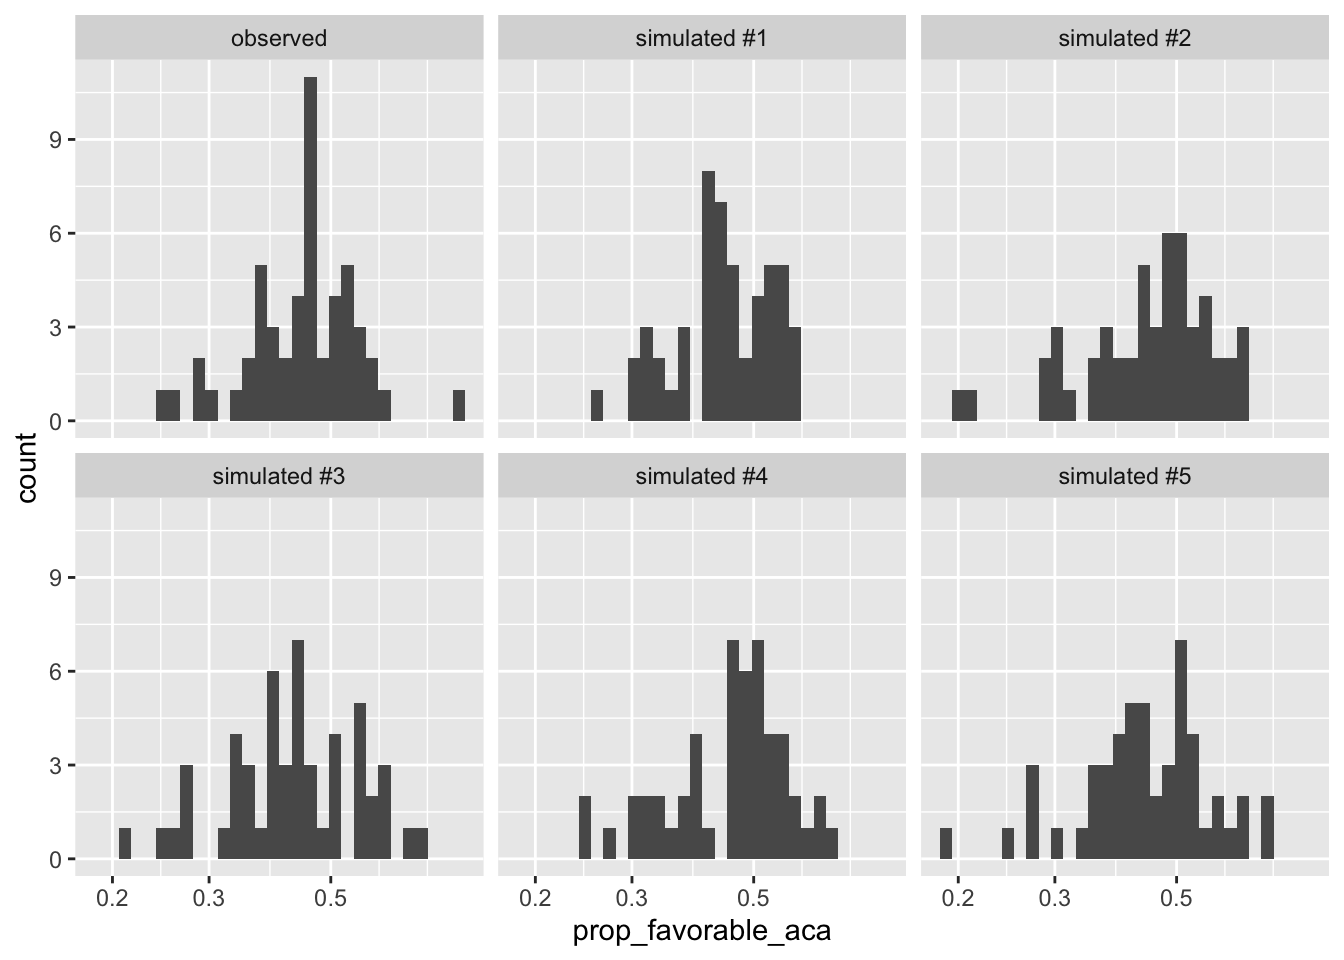 observed
simulated #1
simulated #2
9
6
3
0
count
simulated #3
simulated #4
simulated #5
9
6
3
0
0.2 0.3 0.5
0.2 0.3 0.5
0.2 0.3 0.5
prop_favorable_aca